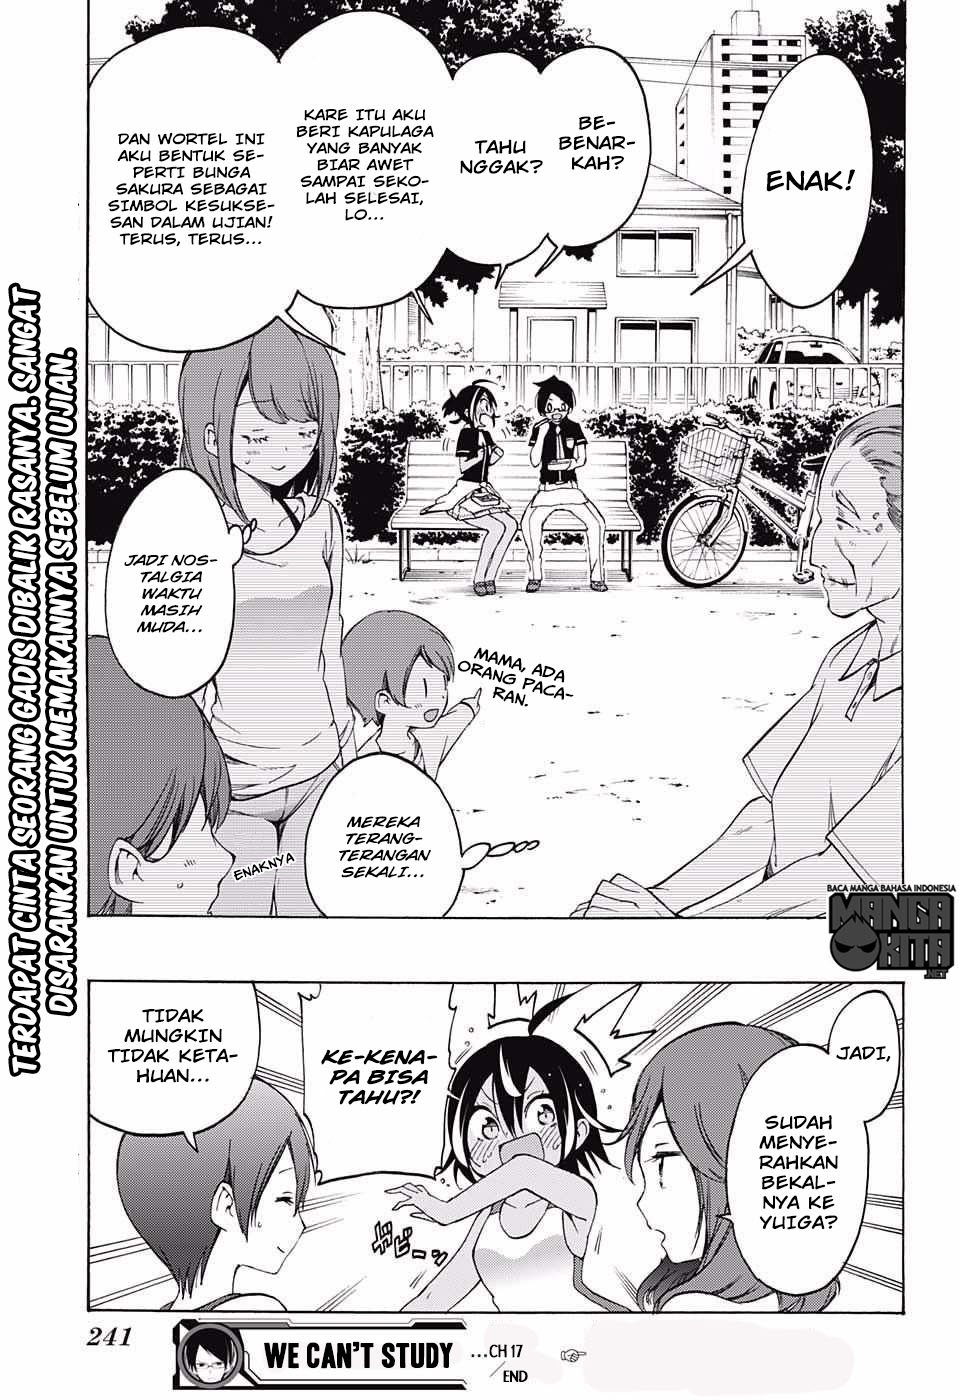 ENAK!
BE-
BENAR-
KAH?
TAHU
NGGAK?
KARE ITU AKU
BERI KAPULAGA
YANG BANYAK
BIAR AWET
SAMPAI SEKO-
LAH SELESAI,
LO...
DAN WORTEL INI
AKU BENTUK SE-
PERTI BUNGA
SAKURA SEBAGAI
SIMBOL KESUKSE-
SAN DALAM UJIAN!
TERUS, TERUS...
JADI NOS-
TALGIA
WAKTU
MASIH
MUDA...
MAMA, ADA
ORANG PACA-
RAN.
MEREKA
TERANG-
TERANGAN
SEKALI...
ENAKNYA
TERDAPAT CINTA SEORANG GADIS DIBALIK RASANYA. SANGAT
DISARANKAN UNTUK MEMAKANNYA SEBELUM UJIAN.
BACA MANGA BAHASA INDONESIA
MANGA
KITA
.NET
JADI,
SUDAH
MENYE-
RAHKAN
BEKAL-
NYA KE
YUIGA?
KE-KENA-
PA BISA
TAHU?!
ガビーン
TIDAK
MUNGKIN
TIDAK KETA-
HUAN...
241
WE CAN'T STUDY
...CH 17
END